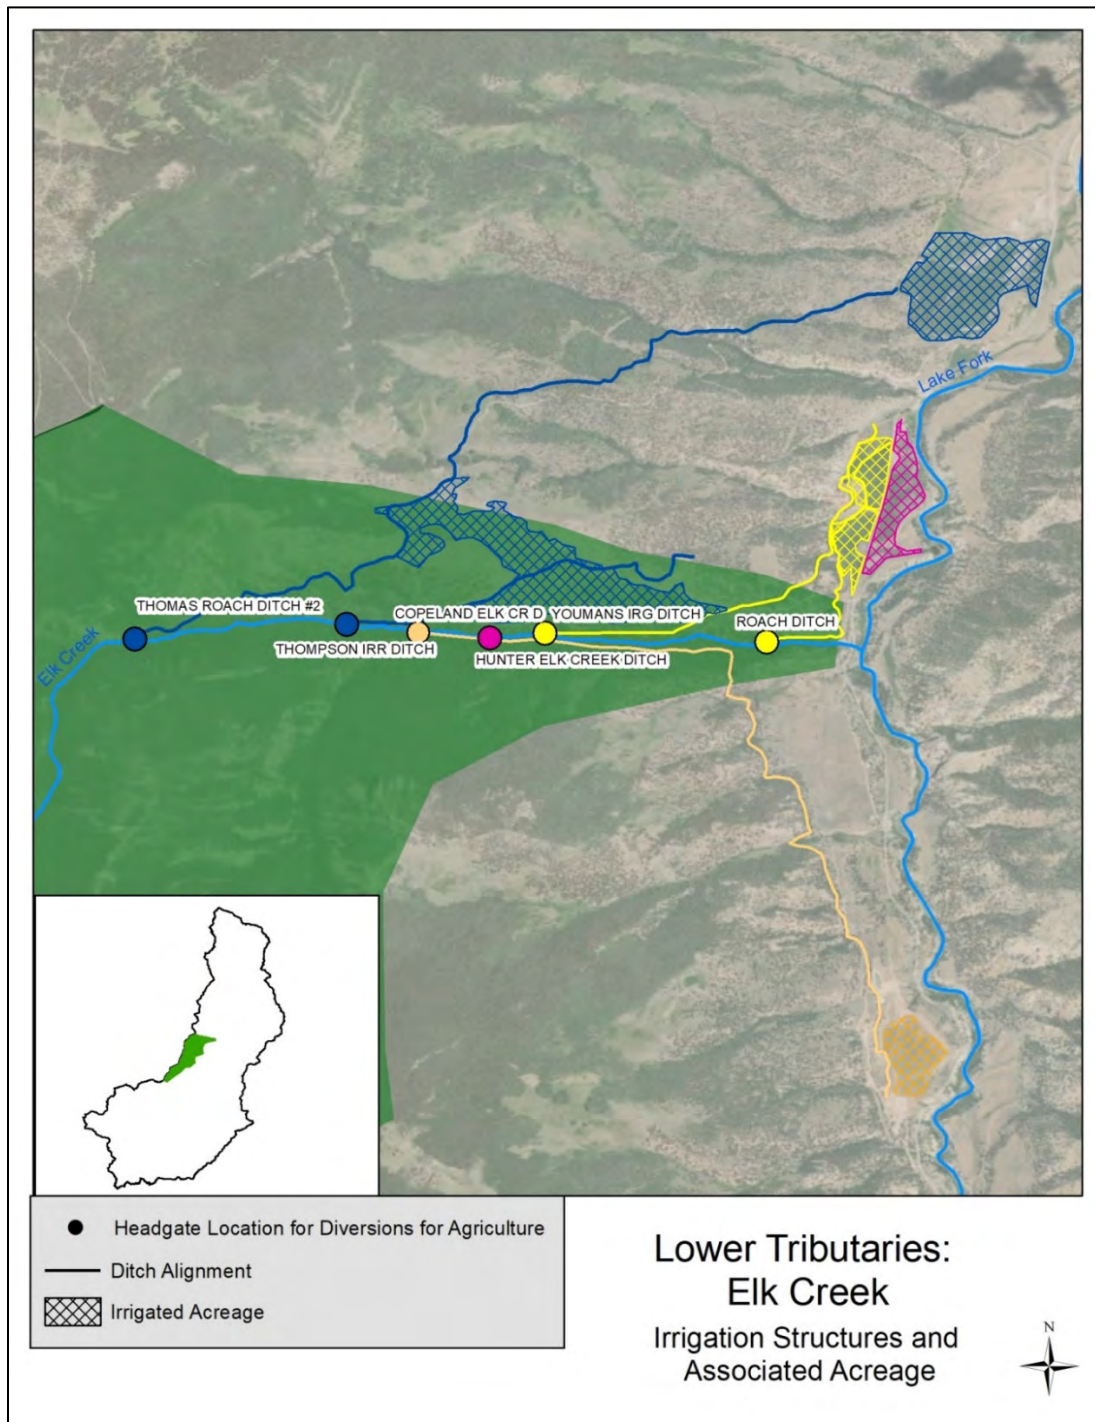 Lake Fork
THOMAS ROACH DITCH #2
COPELAND ELK CR D
YOUMANS IRG DITCH
ROACH DITCH
Elk Creek
THOMPSON IRR DITCH
HUNTER ELK CREEK DITCH
Headgate Location for Diversions for Agriculture
Ditch Alignment
Irrigated Acreage
Lower Tributaries:
Elk Creek
Irrigation Structures and
Associated Acreage
N